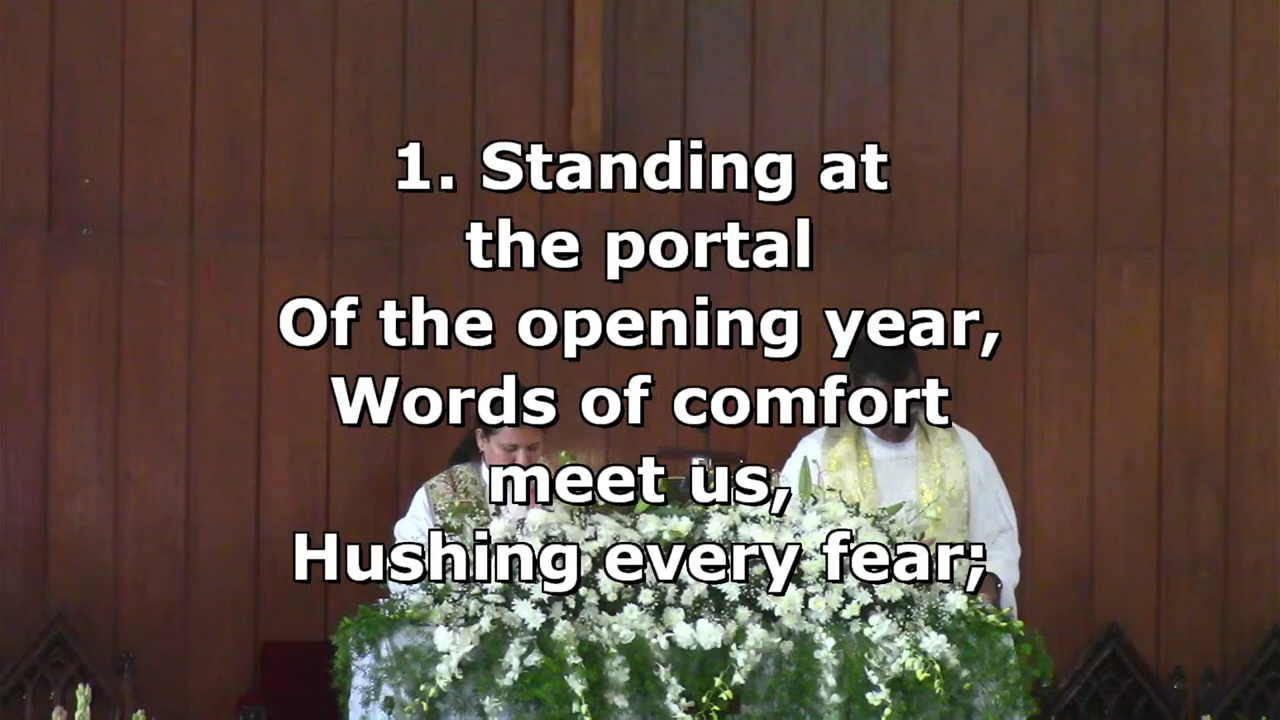 1. Standing at
the portal
Of the opening year,
Words of comfort
meet us,
Hushing every fear;